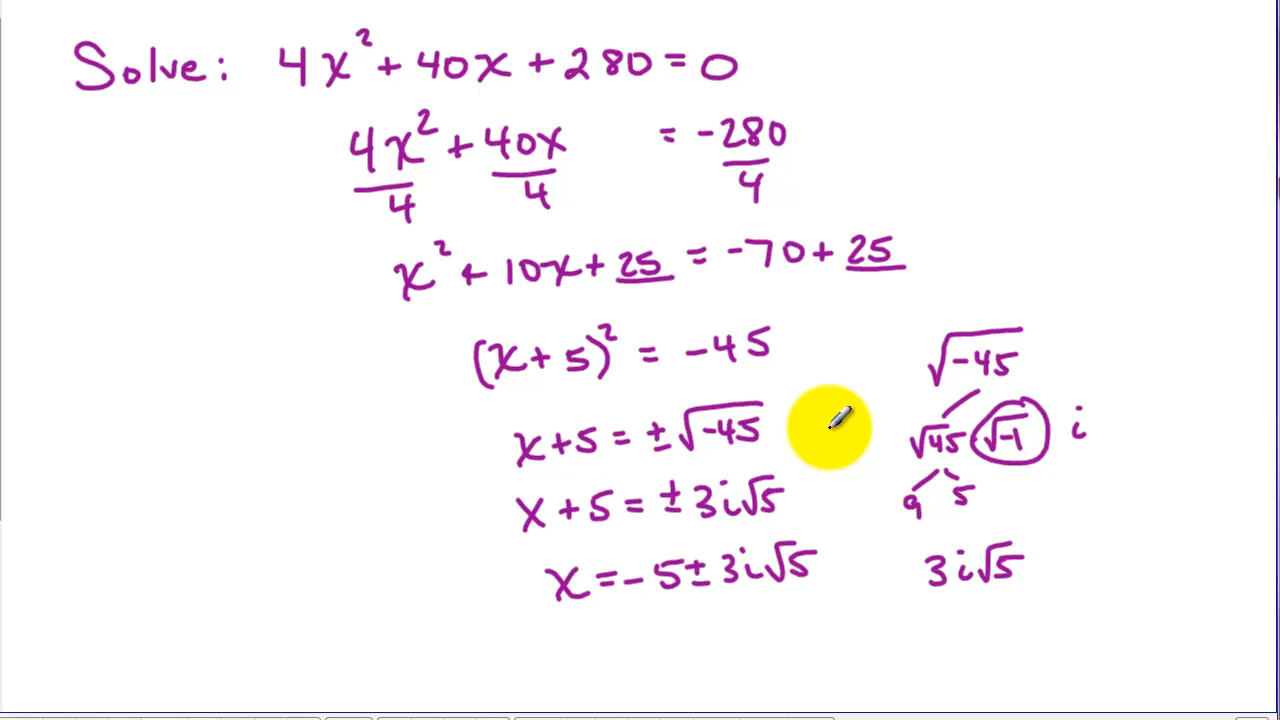 Solve: 4x² + 40x + 280 = 0
4x²/4 + 40x/4 = -280/4
x² + 10x + 25 = -70 + 25
(x + 5)² = -45
x + 5 = ± √-45
x + 5 = ± 3i√5
x = -5 ± 3i√5
√-45
√45 √-1 i
9 5
3i√5